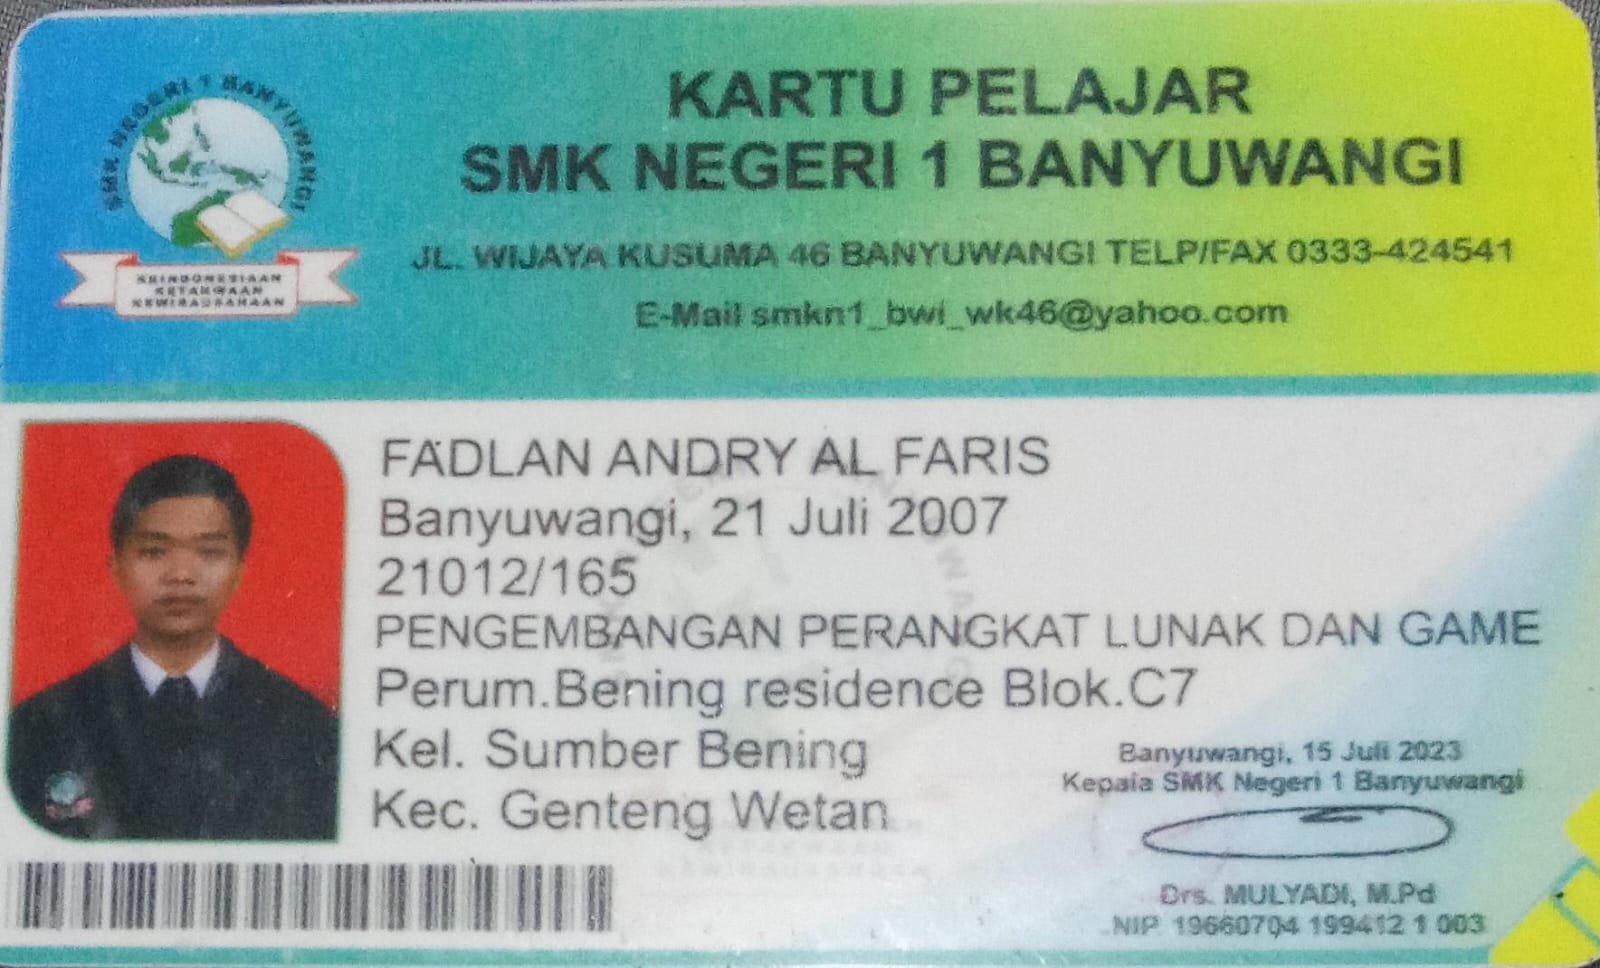 SMK NEGERI 1 BANYUWANGI
KEINDONESIAAN
KETAKWAAN
KEWIRAUSAHAAN
KARTU PELAJAR
SMK NEGERI 1 BANYUWANGI
JL. WIJAYA KUSUMA 46 BANYUWANGI TELP/FAX 0333-424541
E-Mail smkn1_bwi_wk46@yahoo.com
FADLAN ANDRY AL FARIS
Banyuwangi, 21 Juli 2007
21012/165
PENGEMBANGAN PERANGKAT LUNAK DAN GAME
Perum.Bening residence Blok.C7
Kel. Sumber Bening
Kec. Genteng Wetan
Banyuwangi, 15 Juli 2023
Kepala SMK Negeri 1 Banyuwangi
Drs. MULYADI, M.Pd
NIP. 19660704 199412 1 003